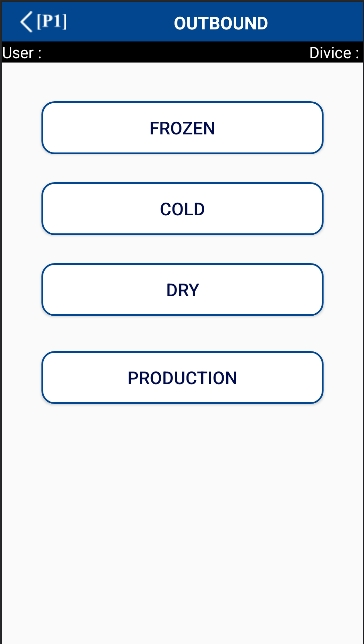 [P1] OUTBOUND
User : Divice :
FROZEN
COLD
DRY
PRODUCTION